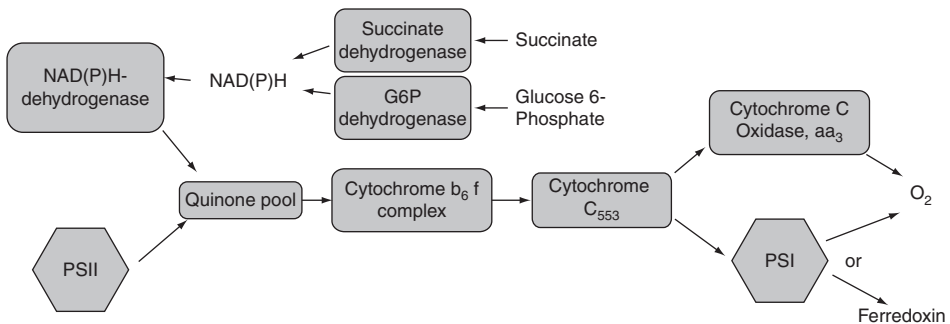 Succinate
dehydrogenase
Succinate
NAD(P)H-
dehydrogenase
NAD(P)H
G6P
dehydrogenase
Glucose 6-
Phosphate
Cytochrome C
Oxidase, aa₃
Quinone pool
Cytochrome b₆ f
complex
Cytochrome
C₅₅₃
O₂
PSII
PSI
or
Ferredoxin